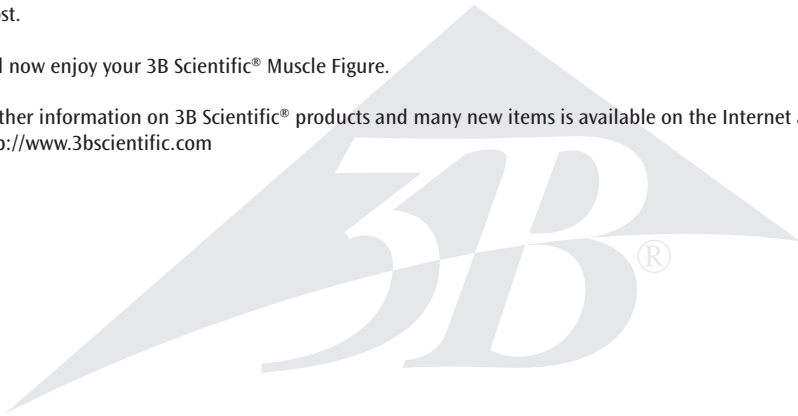 st.
now enjoy your 3B Scientific® Muscle Figure.
ther information on 3B Scientific® products and many new items is available on the Internet
p://www.3bscientific.com
3B®